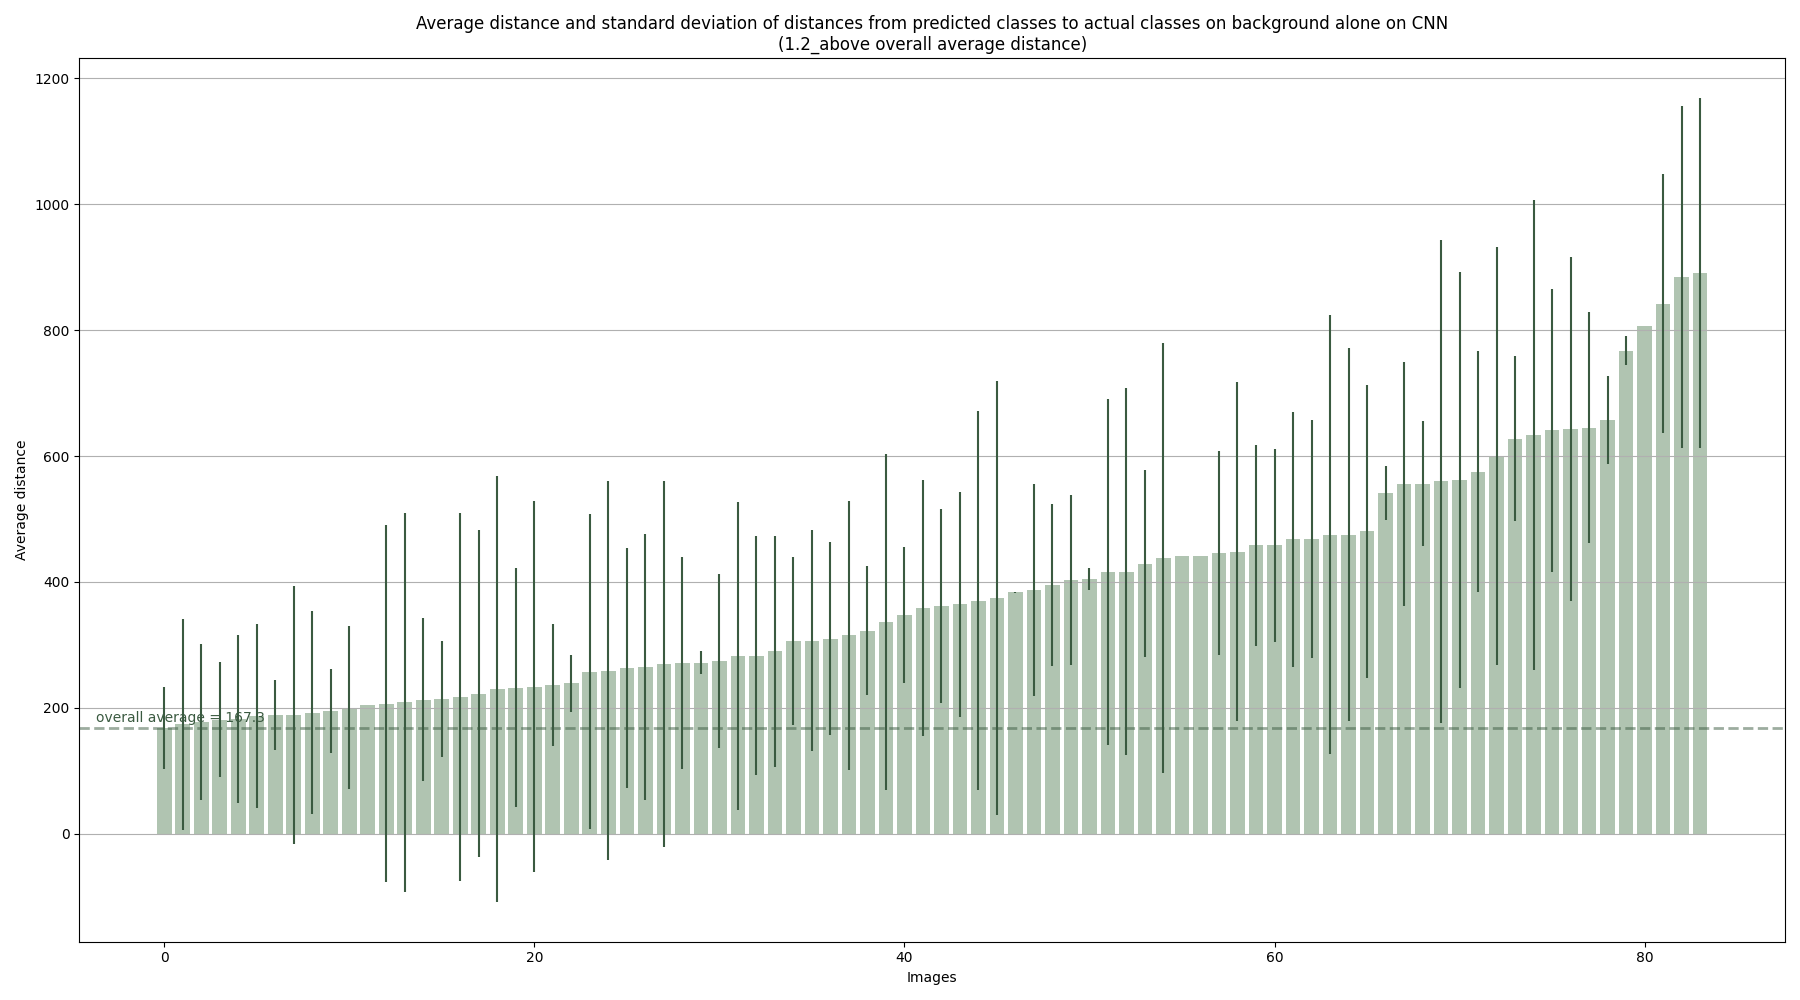 Average distance and standard deviation of distances from predicted classes to actual classes on background alone on CNN
(1.2_above overall average distance)
1200
1000
800
600
400
200
0
Average distance
overall average = 167.3
0
20
40
60
80
Images